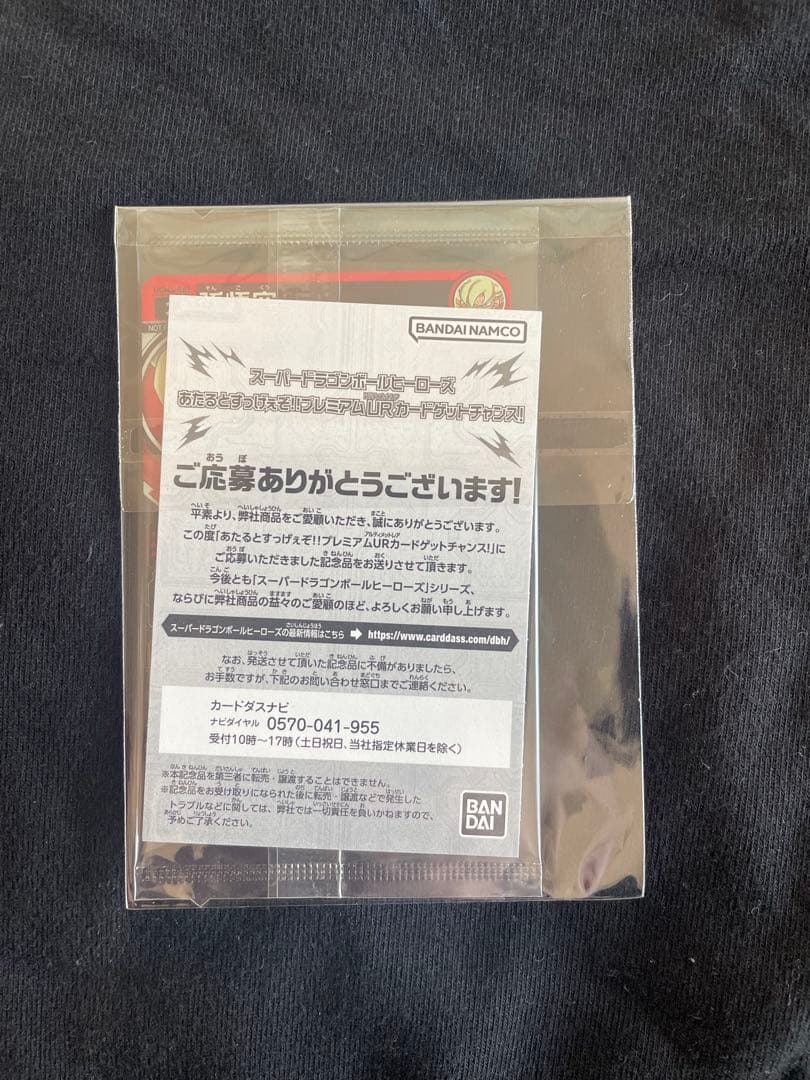 孫悟空
そんごくう
BANDAI NAMCO
スーパードラゴンボールヒーローズ
あたるとすっげぇぞ!!プレミアムURカードゲットチャンス!
ご応募ありがとうございます!
平素より、弊社商品をご愛顧いただき、誠にありがとうございます。
この度「あたるとすっげぇぞ!!プレミアムURカードゲットチャンス!」に
ご応募いただきました記念品をお送りさせて頂きます。
今後とも「スーパードラゴンボールヒーローズ」シリーズ、
ならびに弊社商品の益々のご愛顧のほど、よろしくお願い申し上げます。
スーパードラゴンボールヒーローズの最新情報はこちら ➡ https://www.carddass.com/dbh/
なお、発送させて頂いた記念品に不備がありましたら、
お手数ですが、下記のお問い合わせ窓口までご連絡ください。
カードダスナビ
ナビダイヤル 0570-041-955
受付10時～17時(土日祝日、当社指定休業日を除く)
※本記念品を第三者に転売・譲渡することはできません。
※記念品をお受け取りになられた後に転売・譲渡などで発生した
トラブルなどに関しては、弊社では一切責任を負いかねますので、
予めご了承ください。
BAN
DAI